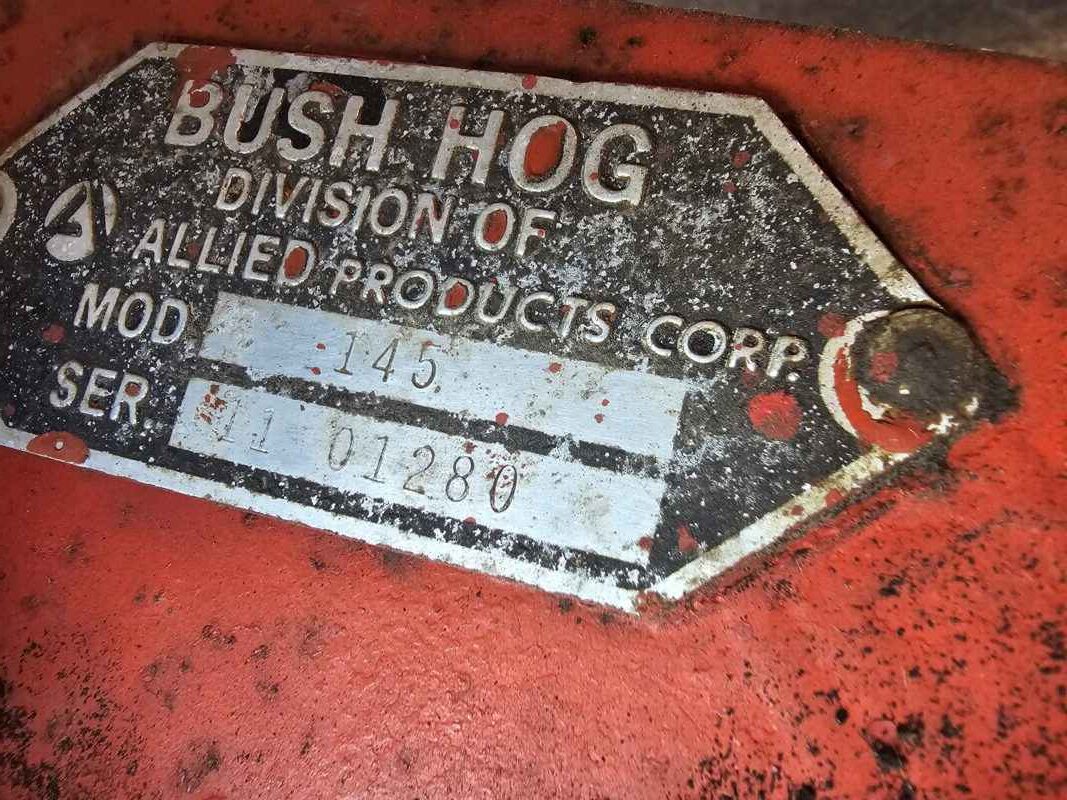 BUSH HOG
DIVISION OF
ALLIED PRODUCTS CORP.
MOD. 145
SER. 11 01280